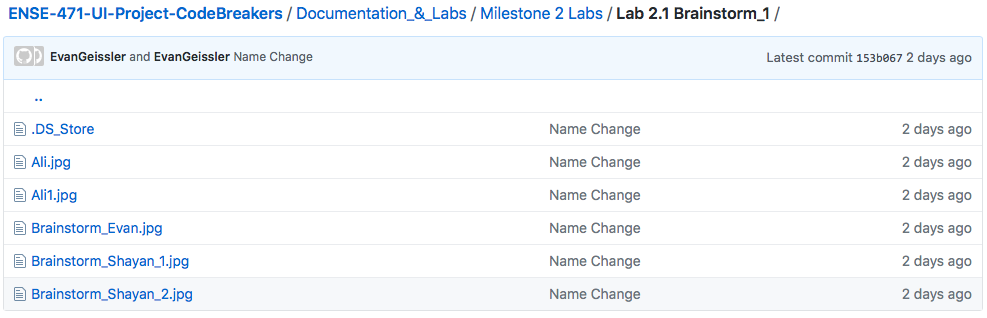 ENSE-471-UI-Project-CodeBreakers / Documentation_&_Labs / Milestone 2 Labs / Lab 2.1 Brainstorm_1 /
EvanGeissler and EvanGeissler Name Change Latest commit 153b067 2 days ago
..
.DS_Store Name Change 2 days ago
Ali.jpg Name Change 2 days ago
Ali1.jpg Name Change 2 days ago
Brainstorm_Evan.jpg Name Change 2 days ago
Brainstorm_Shayan_1.jpg Name Change 2 days ago
Brainstorm_Shayan_2.jpg Name Change 2 days ago